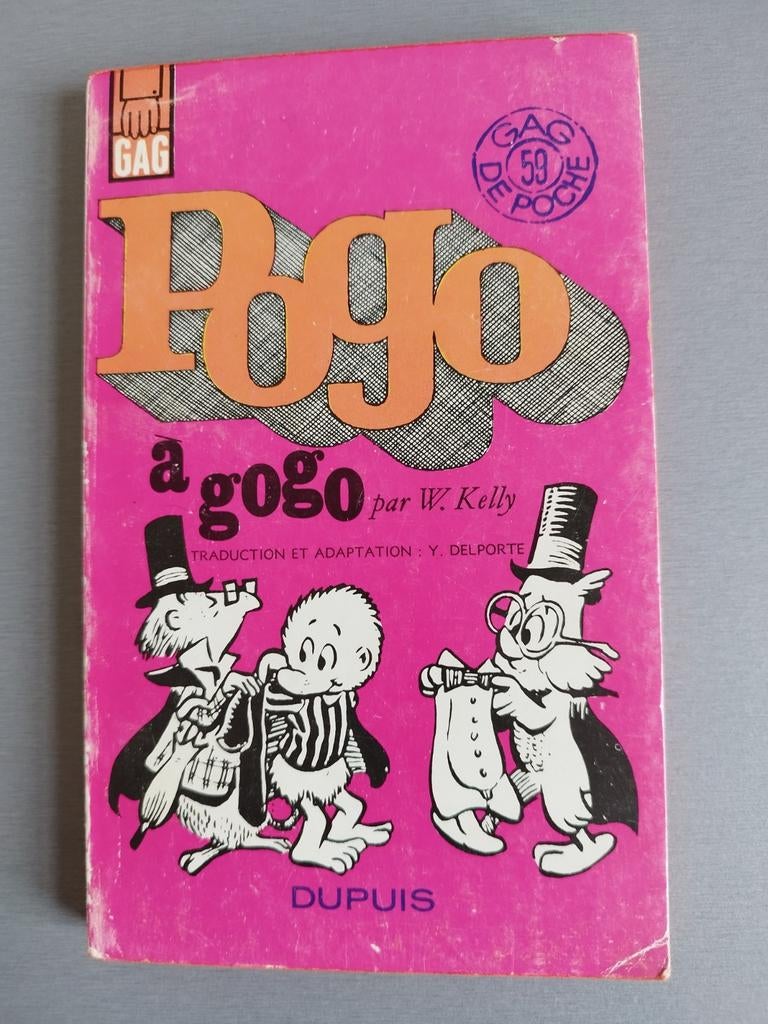 GAG
GAG
59
DE POCHE
Pogo
à gogo par W. Kelly
TRADUCTION ET ADAPTATION : Y. DELPORTE
DUPUIS